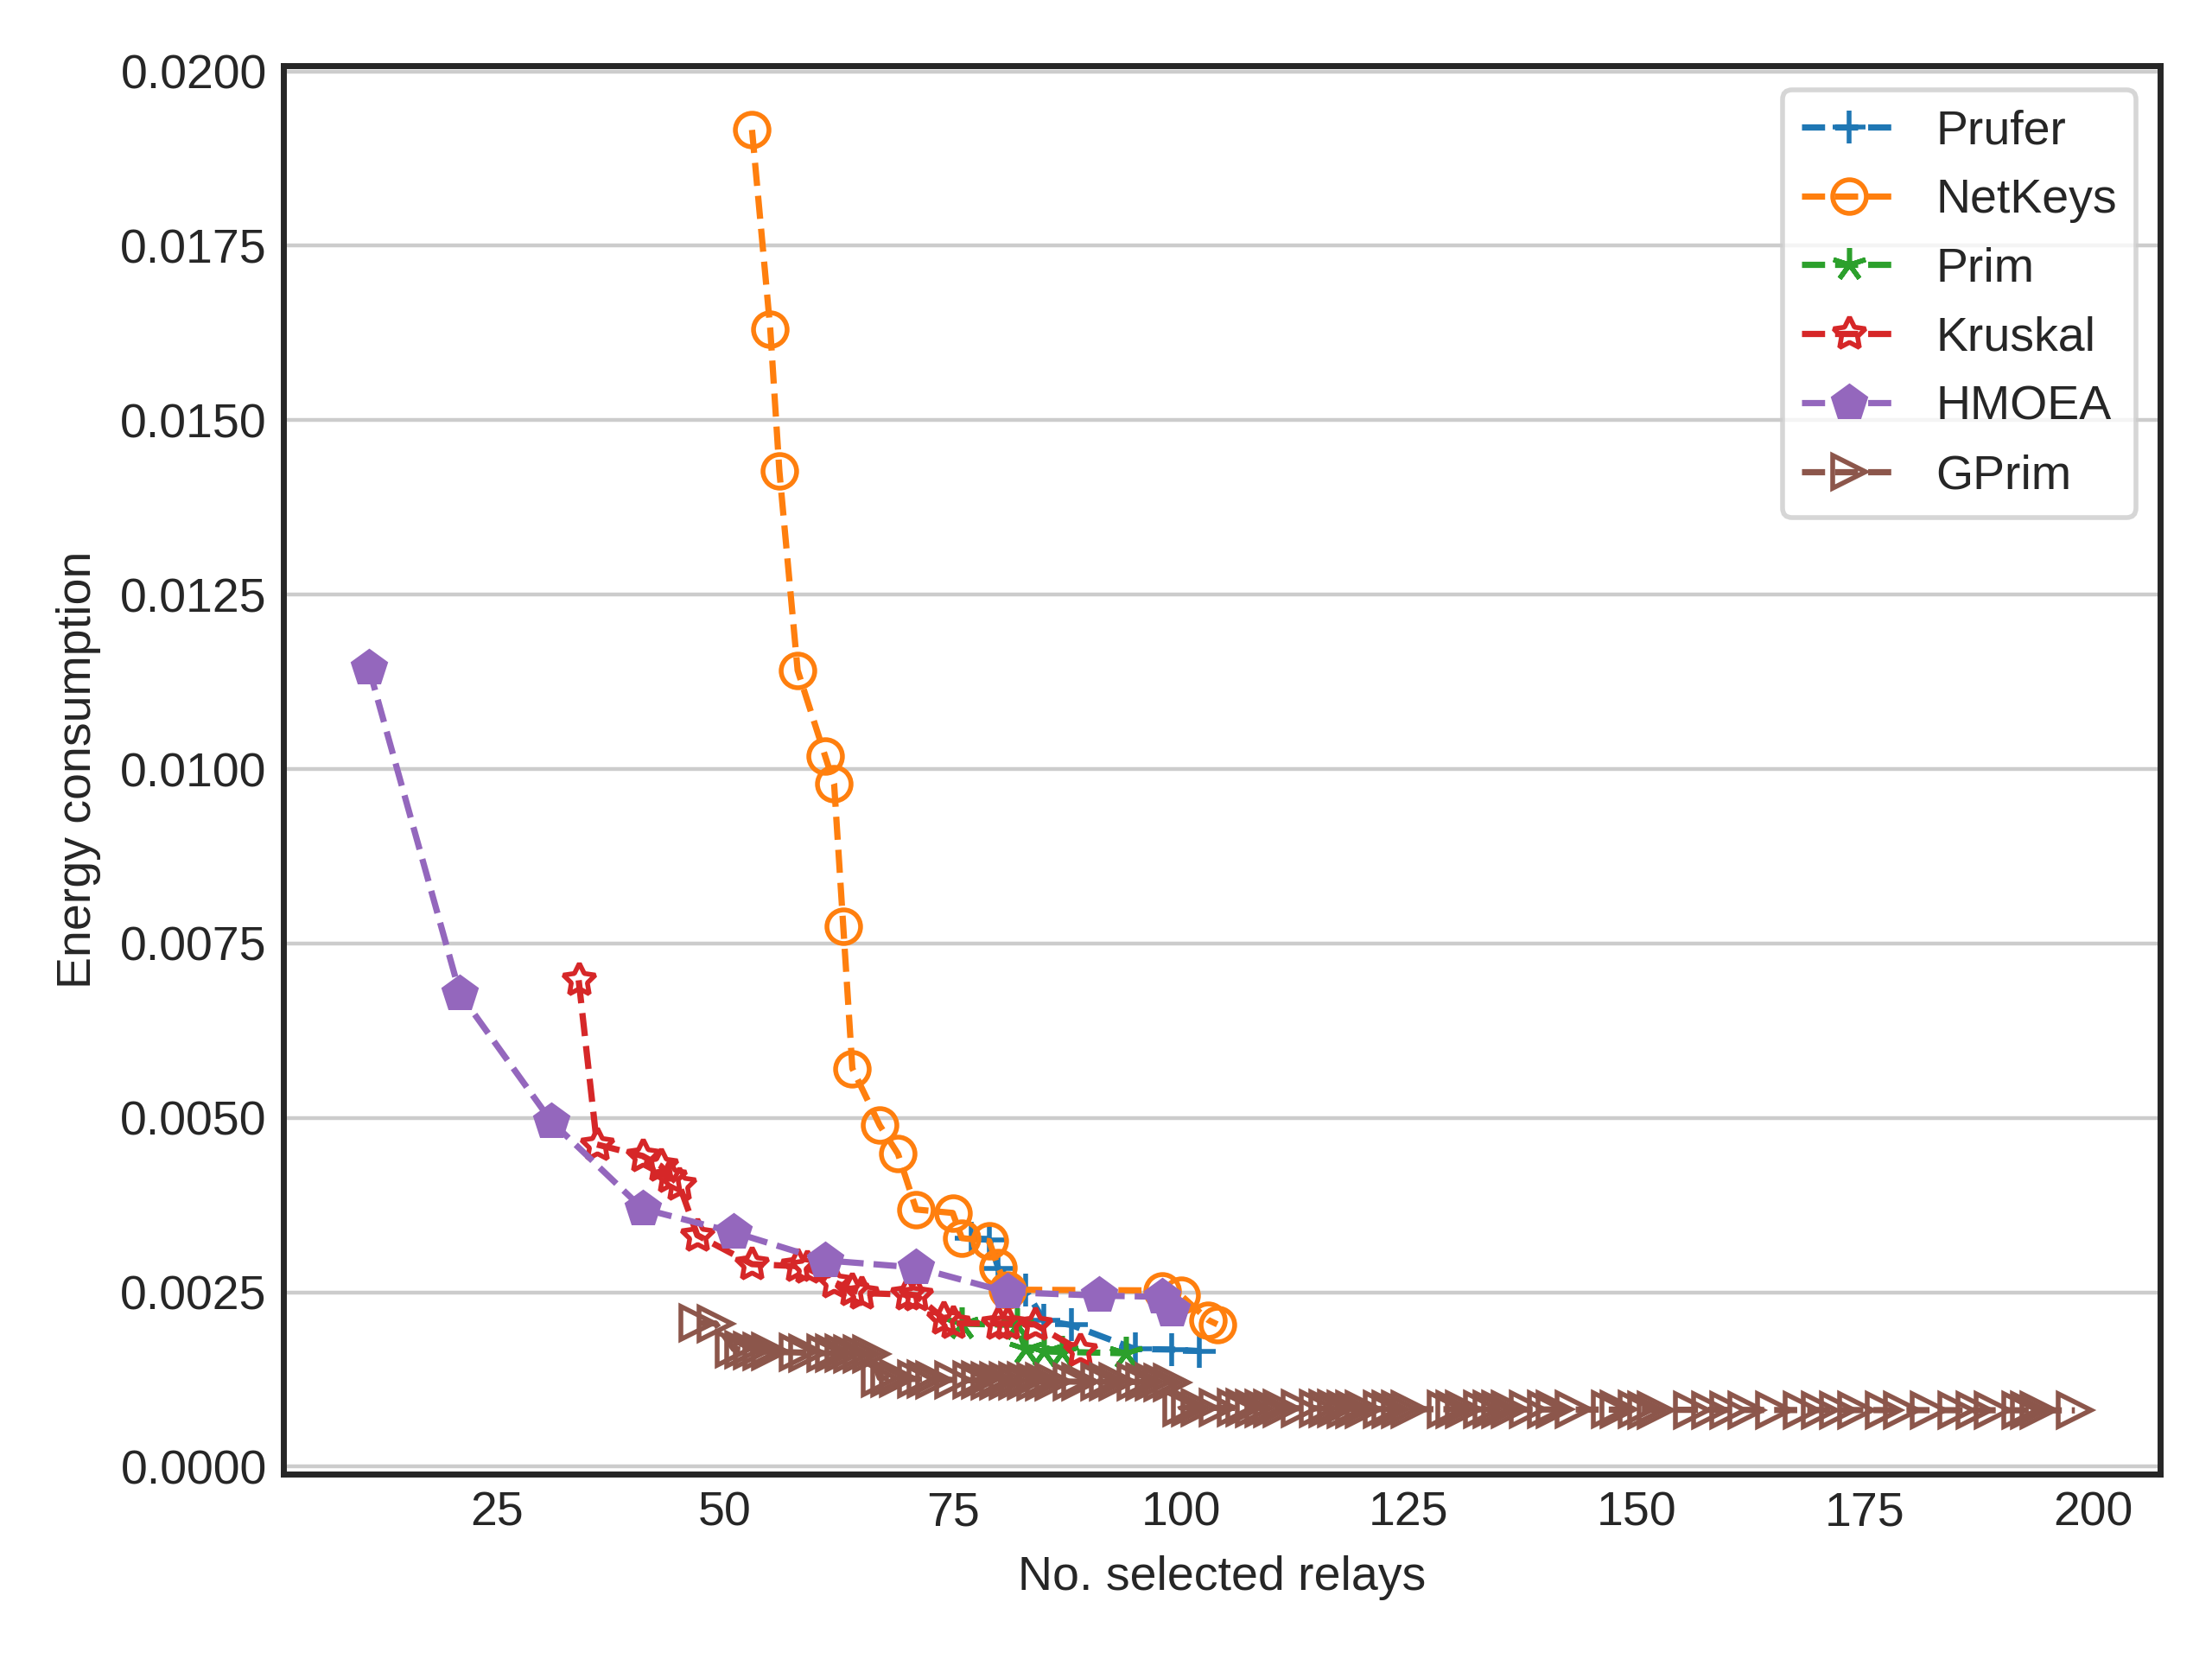 0.0200
0.0175
0.0150
0.0125
0.0100
0.0075
0.0050
0.0025
0.0000
Energy consumption
Prufer
NetKeys
Prim
Kruskal
HMOEA
GPrim
25 50 75 100 125 150 175 200
No. selected relays